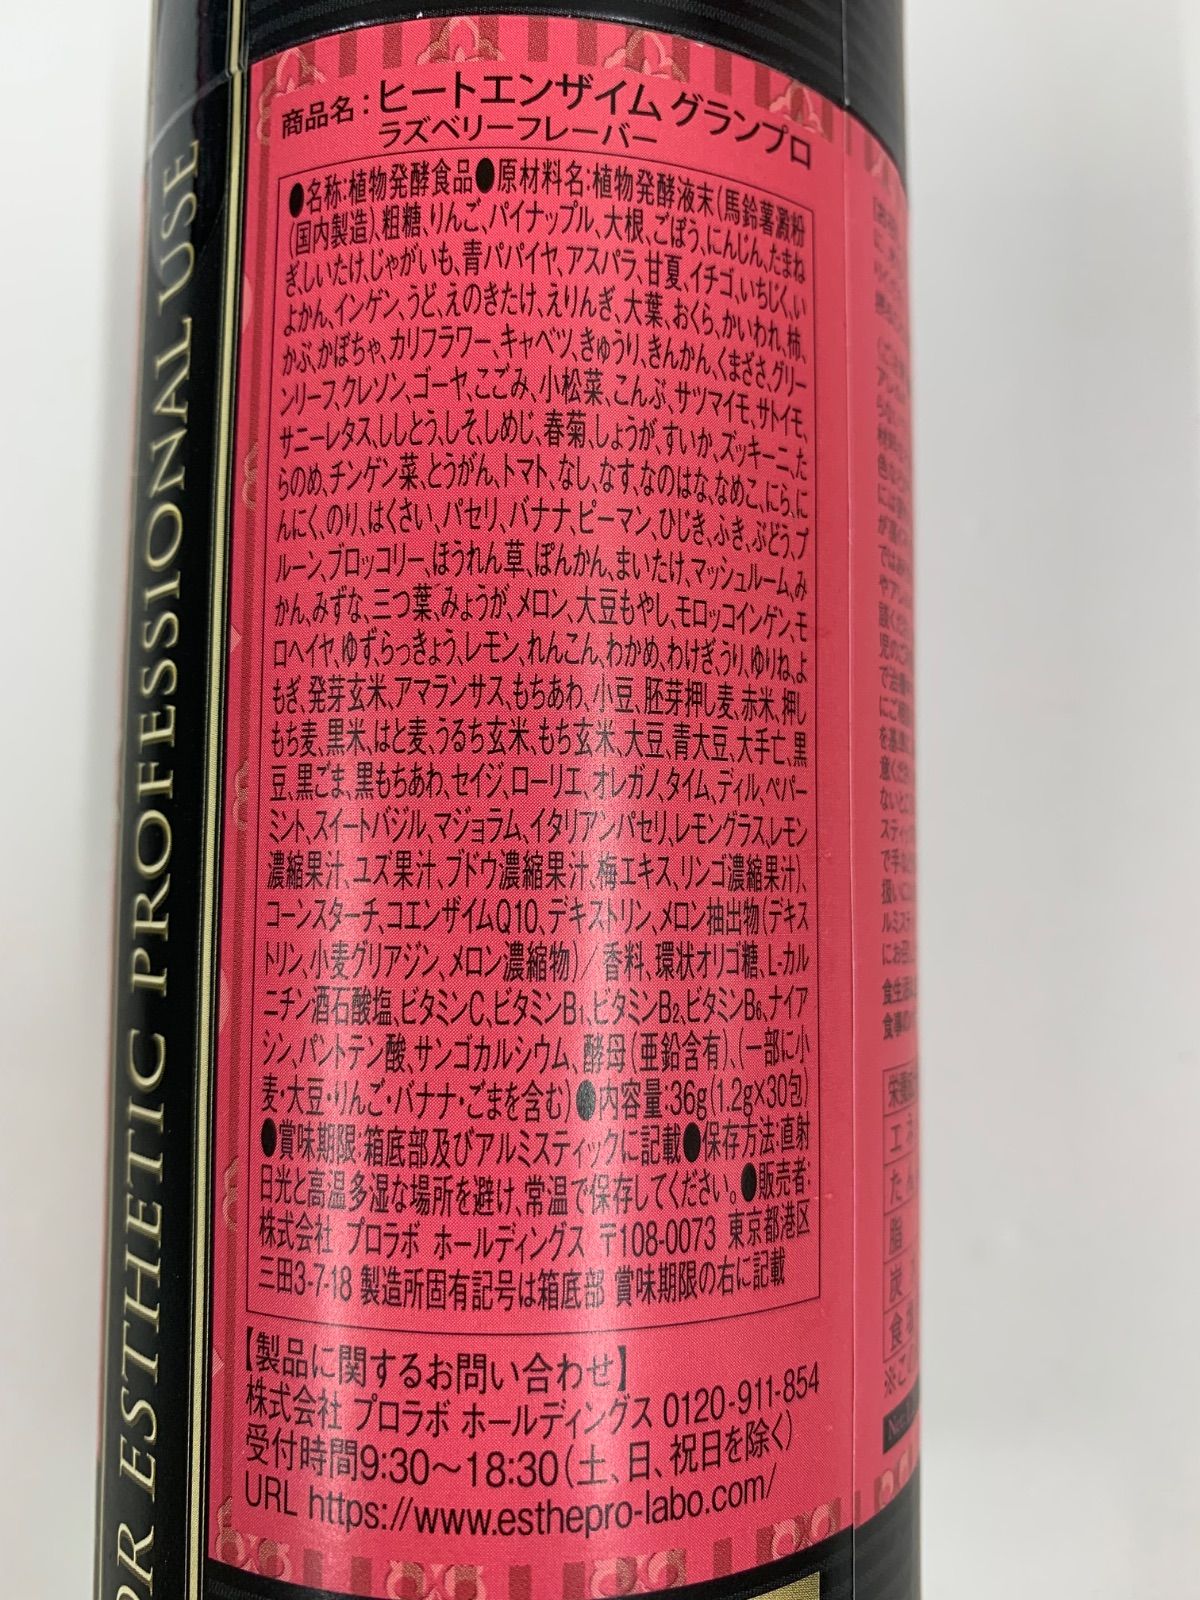 商品名：ヒートエンザイム グランプロ
ラズベリーフレーバー
●名称:植物発酵食品●原材料名:植物発酵液末(馬鈴薯澱粉
(国内製造)、粗糖、りんご、パイナップル、大根、ごぼう、にんじん、たまね
ぎ、しいたけ、じゃがいも、青パパイヤ、アスパラ、甘夏、イチゴ、いちじく、い
よかん、インゲン、うど、えのきたけ、えりんぎ、大葉、おくら、かいわれ、柿、
かぶ、かぼちゃ、カリフラワー、キャベツ、きゅうり、きんかん、くまざさ、グリー
ンリーフ、クレソン、ゴーヤ、こごみ、小松菜、こんぶ、サツマイモ、サトイモ、
サニーレタス、ししとう、しそ、しめじ、春菊、しょうが、すいか、ズッキーニ、た
らのめ、チンゲン菜、とうがん、トマト、なし、なす、なのはな、なめこ、にら、に
んにく、のり、はくさい、パセリ、バナナ、ピーマン、ひじき、ふき、ぶどう、プ
ルーン、ブロッコリー、ほうれん草、ぽんかん、まいたけ、マッシュルーム、み
かん、みずな、三つ葉、みょうが、メロン、大豆もやし、モロッコインゲン、モ
ロヘイヤ、ゆず、らっきょう、レモン、れんこん、わかめ、わけぎ、うり、ゆりね、よ
もぎ、発芽玄米、アマランサス、もちあわ、小豆、胚芽押し麦、赤米、押し
もち麦、黒米、はと麦、うるち玄米、もち玄米、大豆、青大豆、大手亡、黒
豆、黒ごま、黒もちあわ、セイジ、ローリエ、オレガノ、タイム、ディル、ペパー
ミント、スイートバジル、マジョラム、イタリアンパセリ、レモングラス、レモン
濃縮果汁、ユズ果汁、ブドウ濃縮果汁、梅エキス、リンゴ濃縮果汁)、
コーンスターチ、コエンザイムQ10、デキストリン、メロン抽出物(デキス
トリン、小麦グリアジン、メロン濃縮物)/香料、環状オリゴ糖、L-カル
ニチン酒石酸塩、ビタミンC、ビタミンB1、ビタミンB2、ビタミンB6、ナイア
シン、パントテン酸、サンゴカルシウム、酵母(亜鉛含有)、(一部に小
麦・大豆・りんご・バナナ・ごまを含む)●内容量:36g(1.2g×30包)
●賞味期限:箱底部及びアルミスティックに記載●保存方法:直射
日光と高温多湿な場所を避け、常温で保存してください。●販売者:
株式会社 プロラボ ホールディングス 〒108-0073 東京都港区
三田3-7-18 製造所固有記号は箱底部 賞味期限の右に記載
【製品に関するお問い合わせ】
株式会社 プロラボ ホールディングス 0120-911-854
受付時間9:30～18:30(土、日、祝日を除く)
URL https://www.esthepro-labo.com/
OR ESTHETIC PROFESSIONAL USE